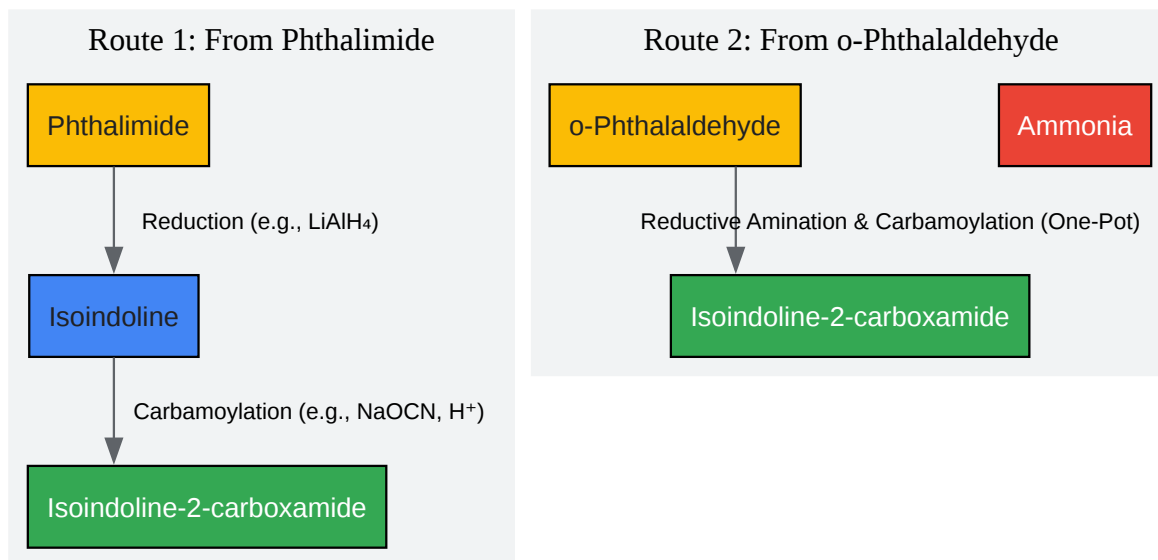 Route 1: From Phthalimide
Phthalimide
Reduction (e.g., LiAlH₄)
Isoindoline
Carbamoylation (e.g., NaOCN, H⁺)
Isoindoline-2-carboxamide
Route 2: From o-Phthalaldehyde
o-Phthalaldehyde
Ammonia
Reductive Amination & Carbamoylation (One-Pot)
Isoindoline-2-carboxamide